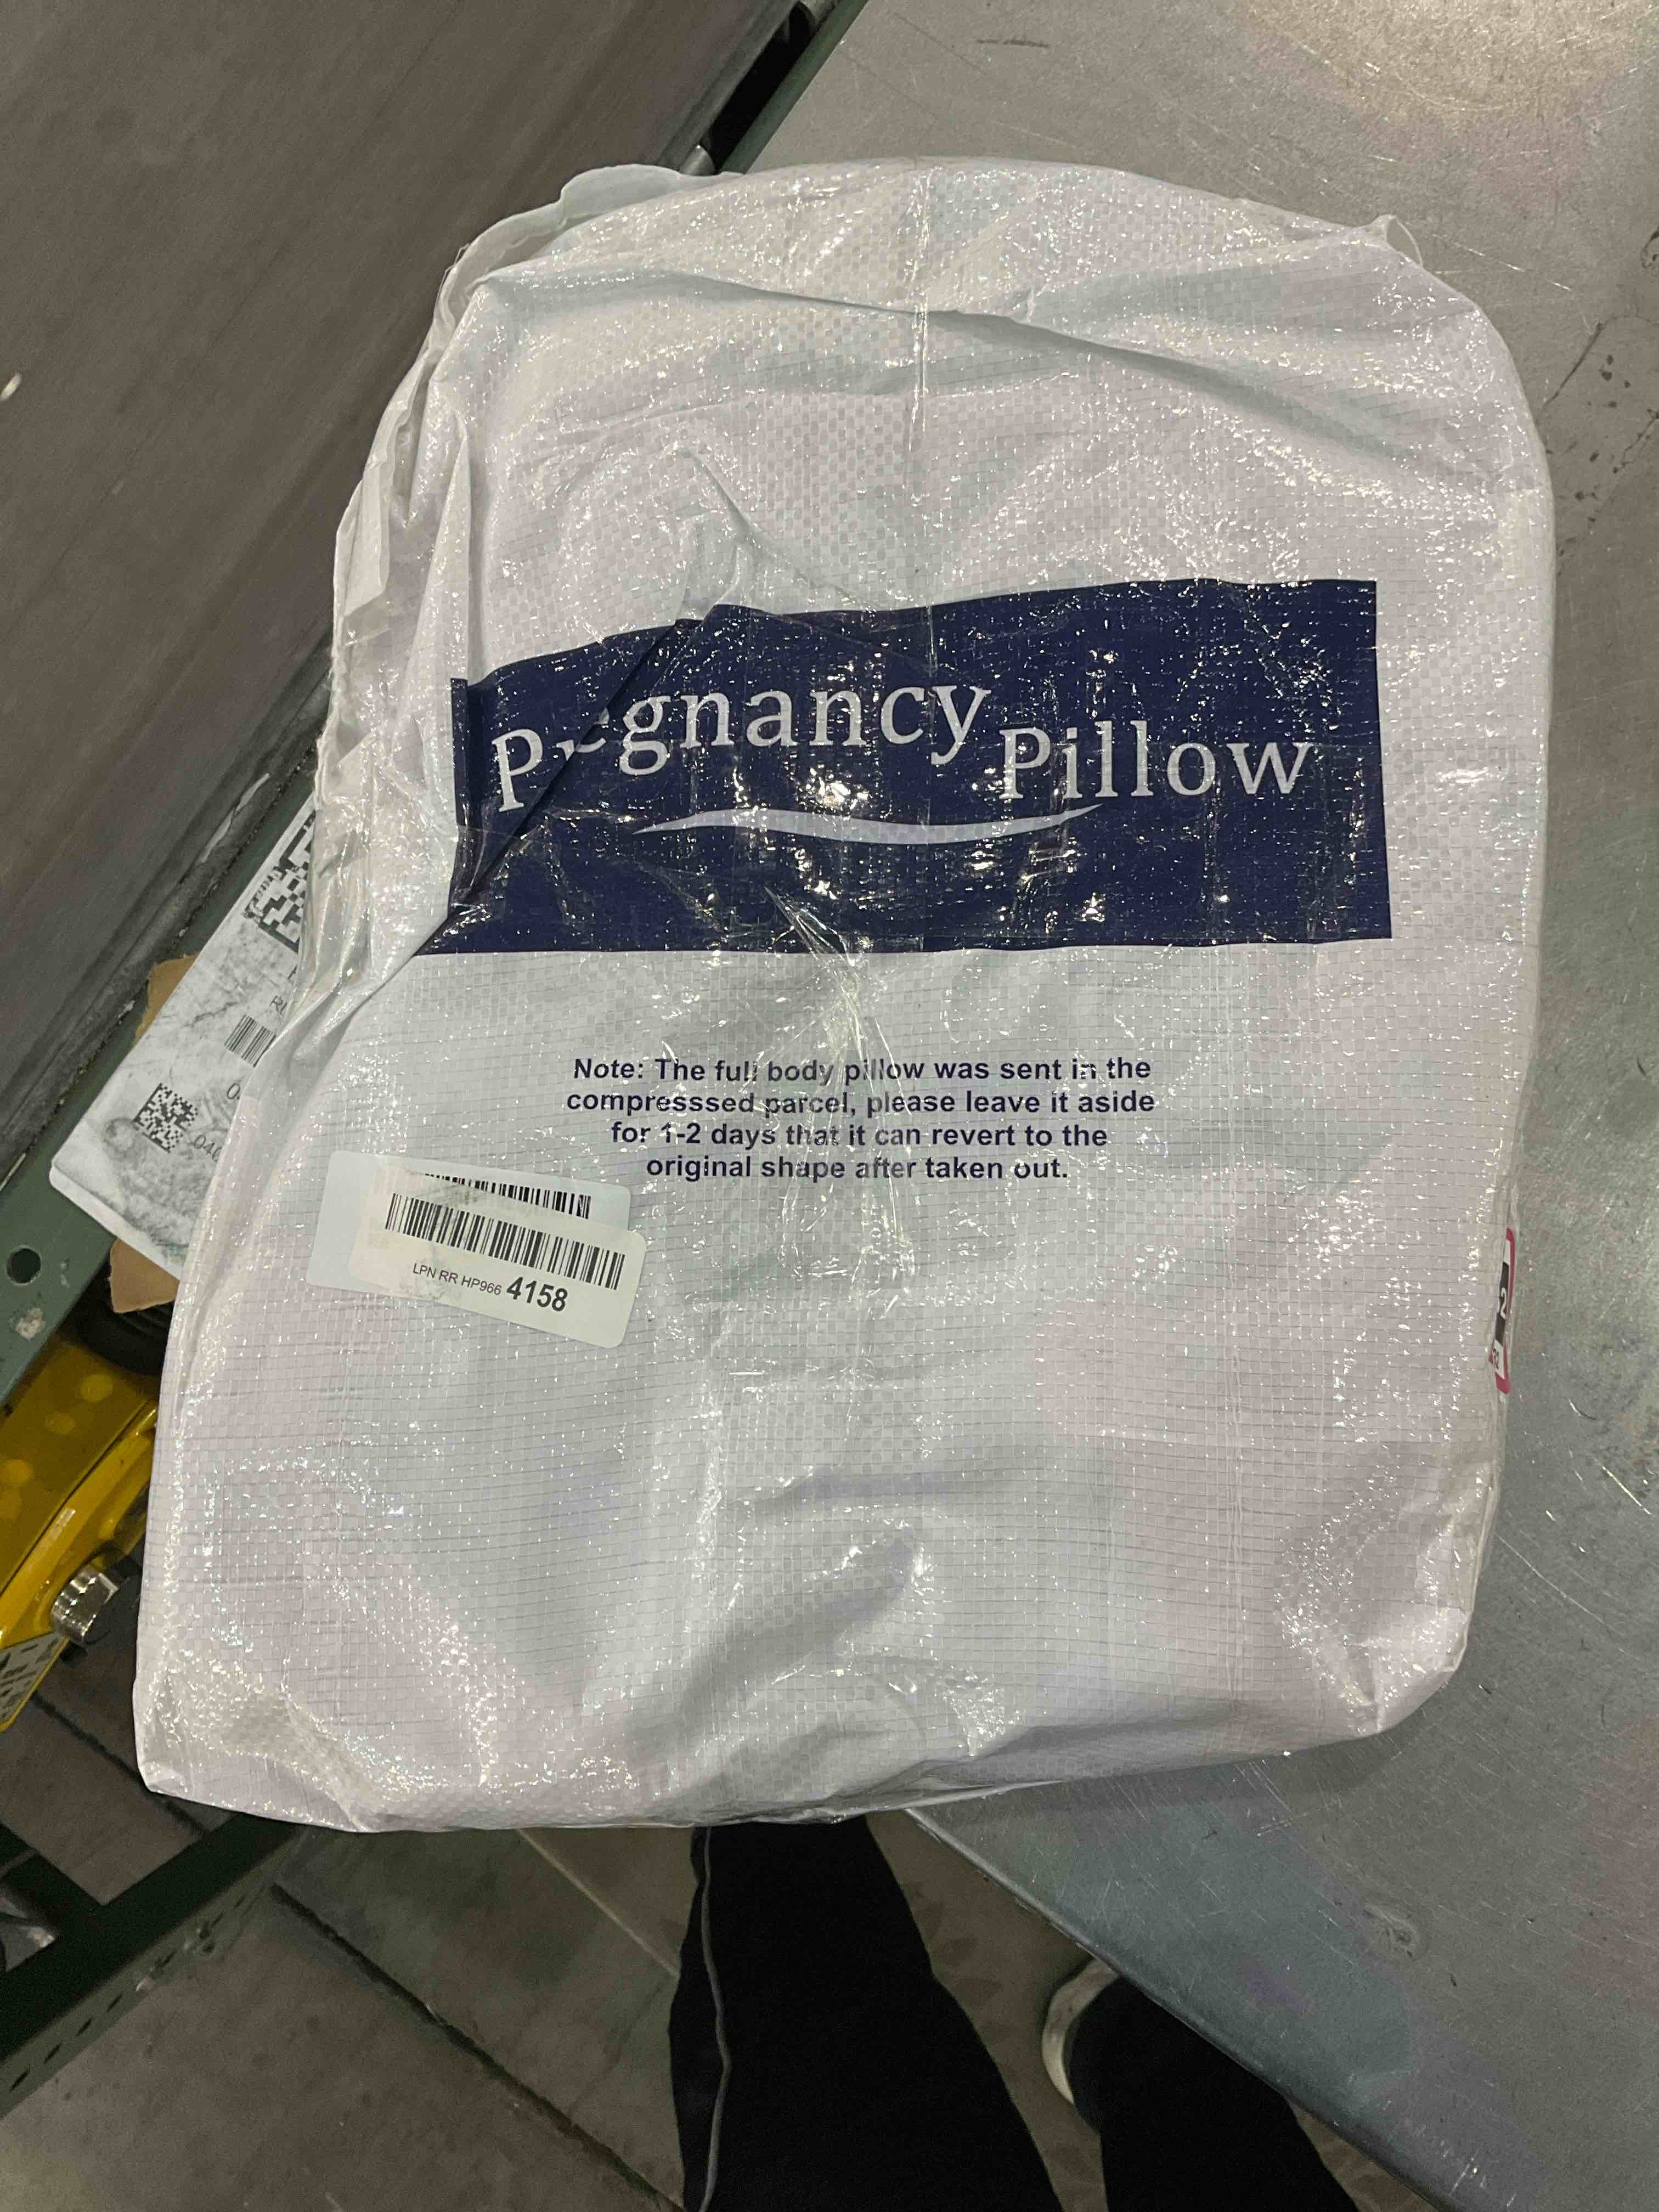 Pregnancy Pillow
Note: The full body pillow was sent in the
compresssed parcel, please leave it aside
for 1-2 days that it can revert to the
original shape after taken out.
LPN RR HP966 4158
2